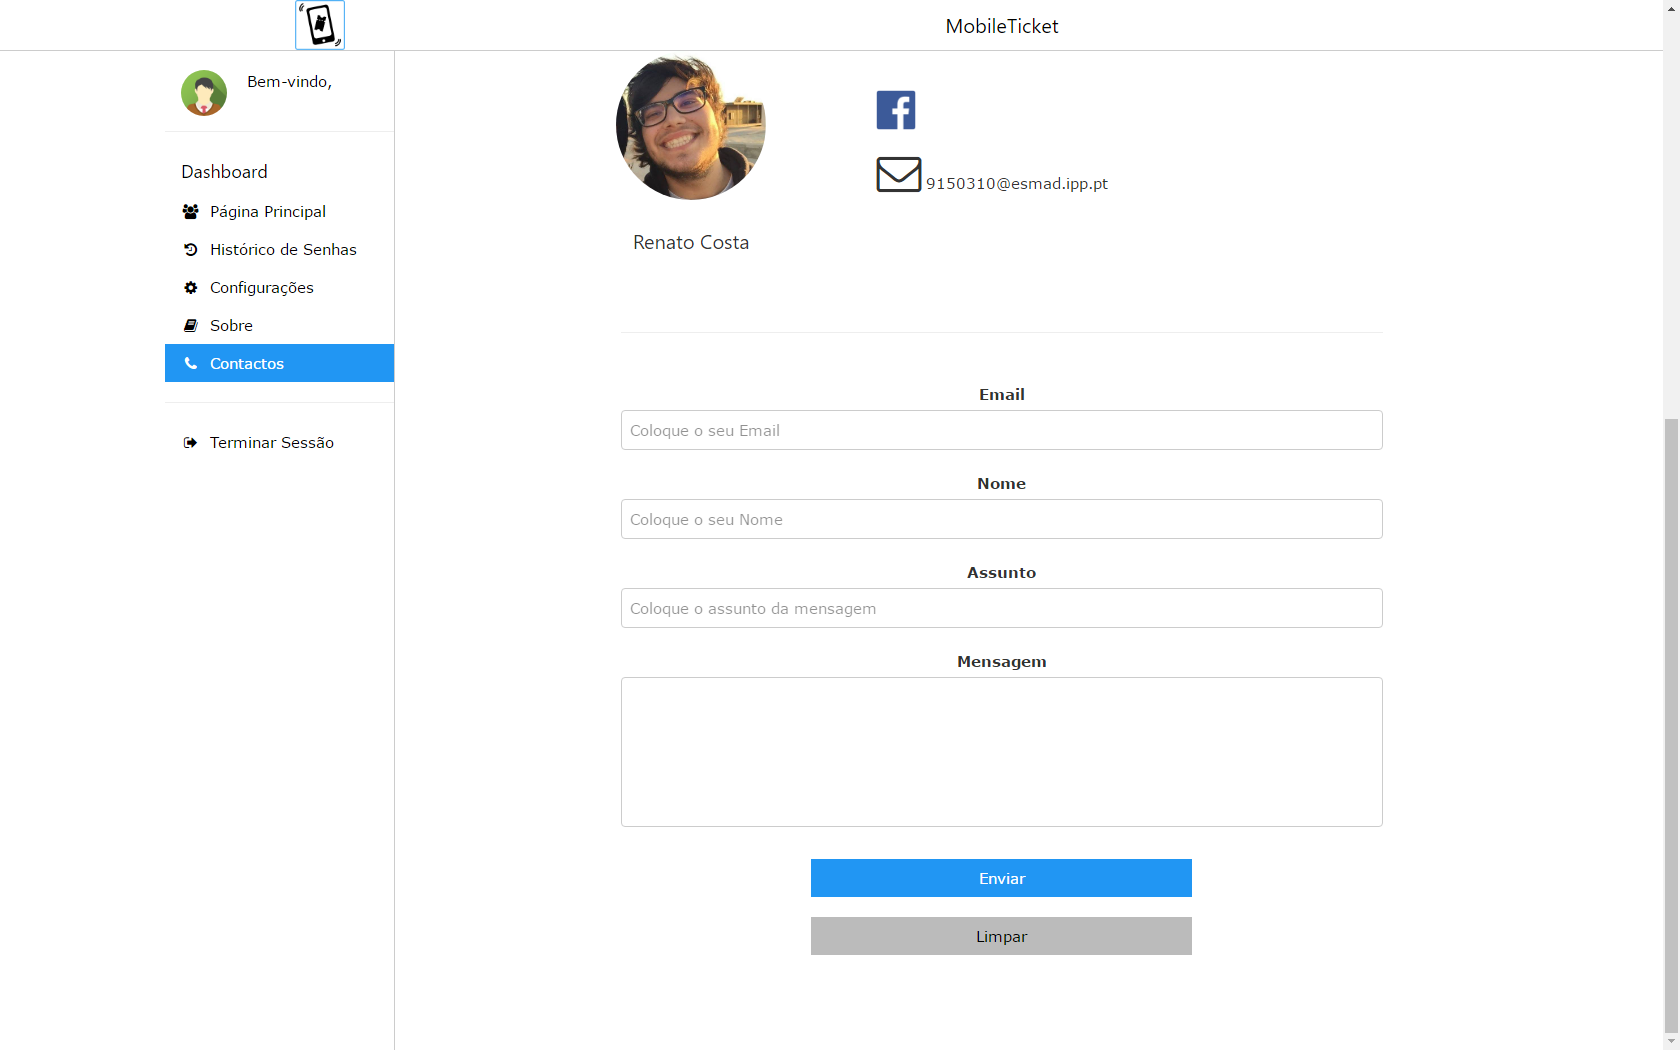 MobileTicket
Bem-vindo,
Dashboard
Página Principal
Histórico de Senhas
Configurações
Sobre
Contactos
Terminar Sessão
9150310@esmad.ipp.pt
Renato Costa
Email
Coloque o seu Email
Nome
Coloque o seu Nome
Assunto
Coloque o assunto da mensagem
Mensagem
Enviar
Limpar